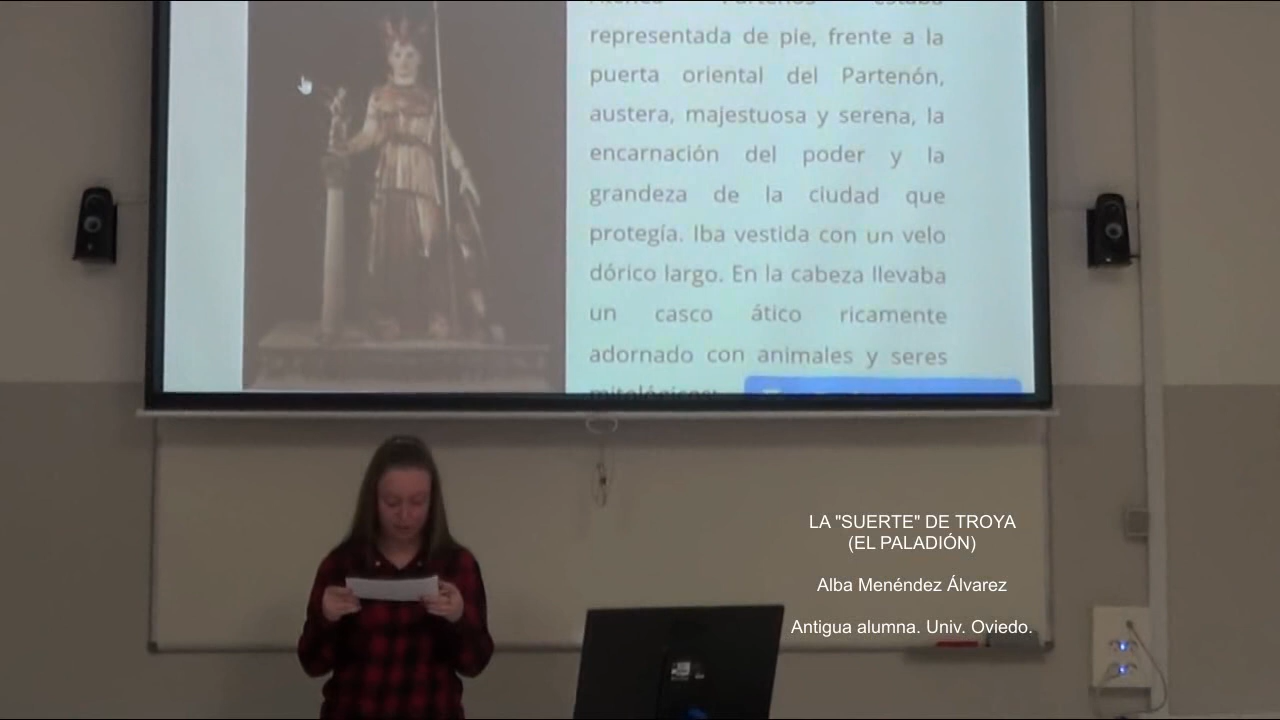 representada de pie, frente a la
puerta oriental del Partenón,
austera, majestuosa y serena, la
encarnación del poder y la
grandeza de la ciudad que
protegía. Iba vestida con un velo
dórico largo. En la cabeza llevaba
un casco ático ricamente
adornado con animales y seres
LA "SUERTE" DE TROYA
(EL PALADIÓN)
Alba Menéndez Álvarez
Antigua alumna. Univ. Oviedo.